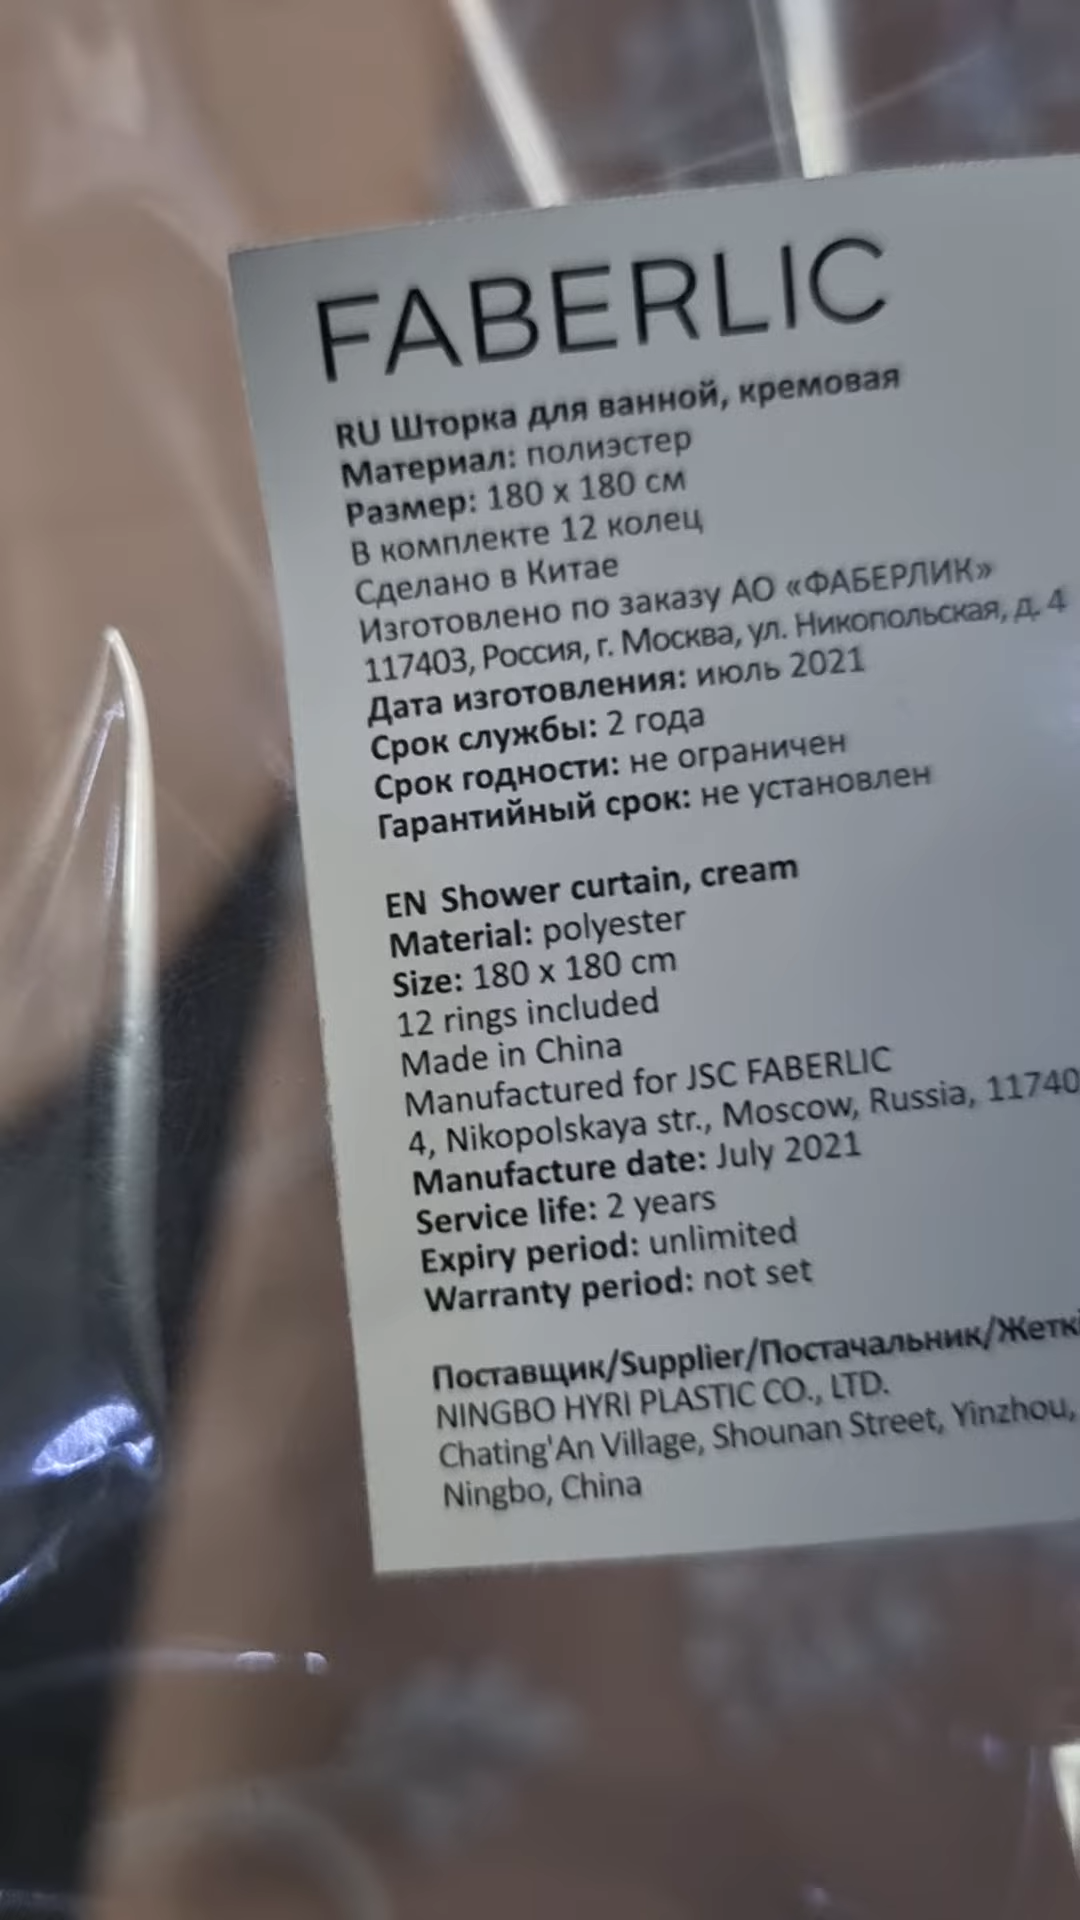 FABERLIC
RU Шторка для ванной, кремовая
Материал: полиэстер
Размер: 180 x 180 см
В комплекте 12 колец
Сделано в Китае
Изготовлено по заказу АО «ФАБЕРЛИК»
117403, Россия, г. Москва, ул. Никопольская, д. 4
Дата изготовления: июль 2021
Срок службы: 2 года
Срок годности: не ограничен
Гарантийный срок: не установлен
EN Shower curtain, cream
Material: polyester
Size: 180 x 180 cm
12 rings included
Made in China
Manufactured for JSC FABERLIC
4, Nikopolskaya str., Moscow, Russia, 11740
Manufacture date: July 2021
Service life: 2 years
Expiry period: unlimited
Warranty period: not set
Поставщик/Supplier/Постачальник/Жетк
NINGBO HYRI PLASTIC CO., LTD.
Chating'An Village, Shounan Street, Yinzhou,
Ningbo, China